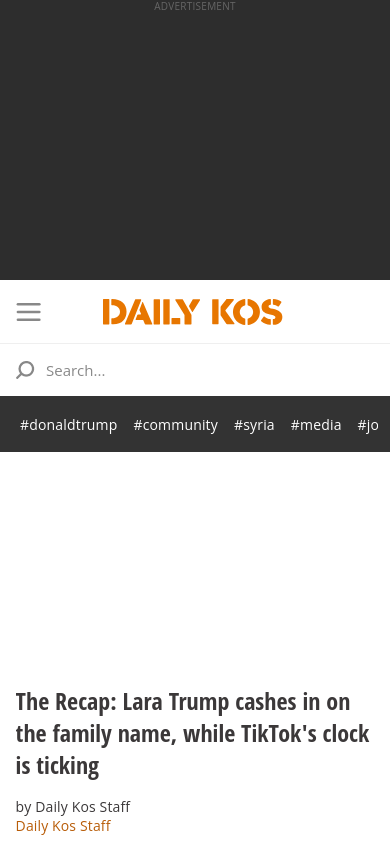 ADVERTISEMENT
DAILY KOS
Search...
#donaldtrump #community #syria #media #jo
The Recap: Lara Trump cashes in on
the family name, while TikTok's clock
is ticking
by Daily Kos Staff
Daily Kos Staff